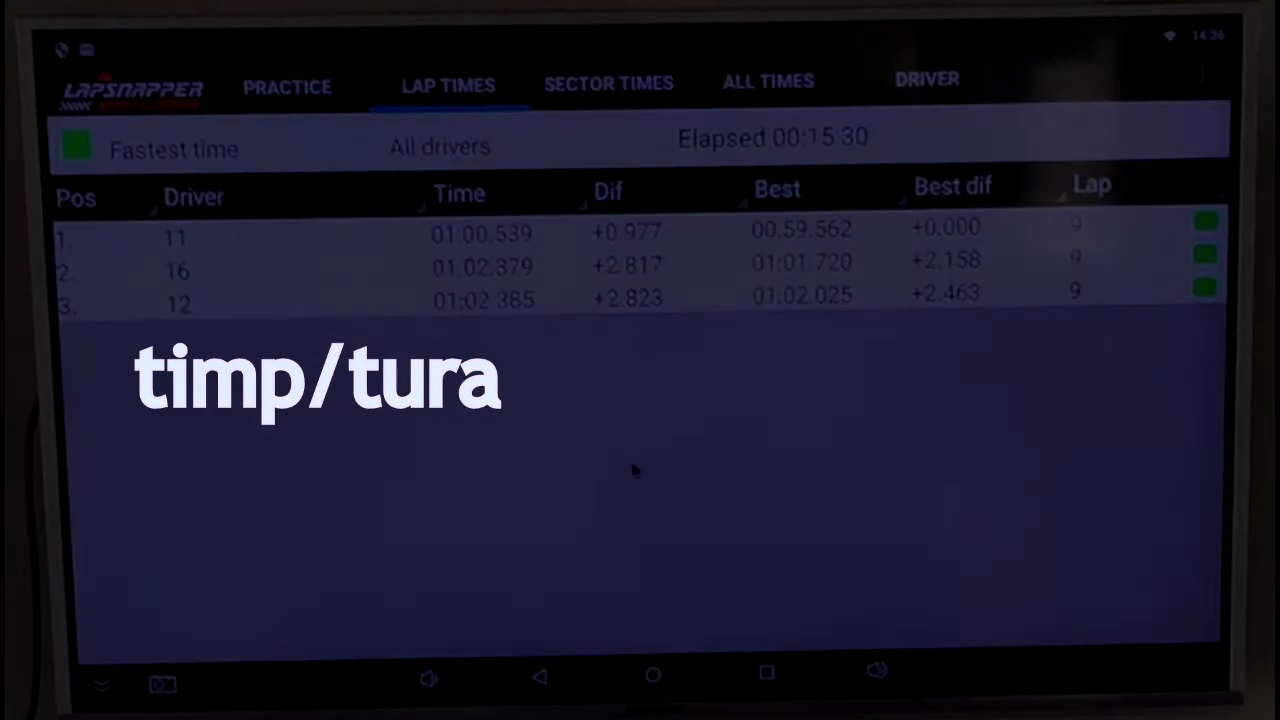 14:36
LAPSNAPPER PRACTICE LAP TIMES SECTOR TIMES ALL TIMES DRIVER
Fastest time All drivers Elapsed 00:15:30
Pos Driver Time Dif Best Best dif Lap
1. 11 01:00.539 +0.977 00:59.562 +0.000 9
2. 16 01:02.379 +2.817 01:01.720 +2.158 9
3. 12 01:02.385 +2.823 01:02.025 +2.463 9
timp/tura